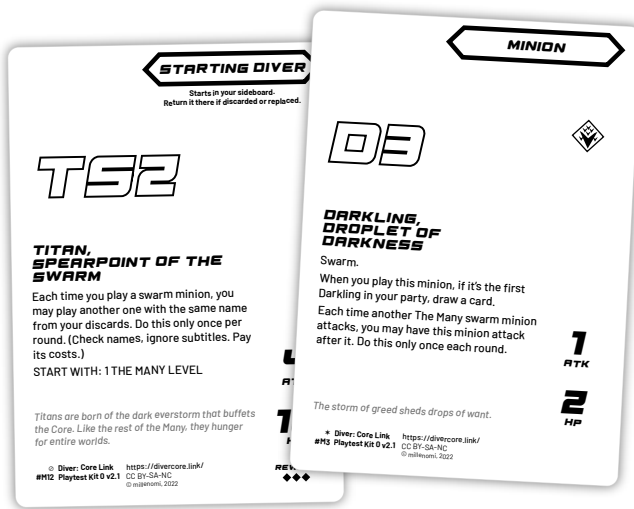 STARTING DIVER
Starts in your sideboard.
Return it there if discarded or replaced.
TS2
TITAN,
SPEARPOINT OF THE
SWARM
Each time you play a swarm minion, you
may play another one with the same name
from your discards. Do this only once per
round. (Check names, ignore subtitles. Pay
its costs.)
START WITH: 1 THE MANY LEVEL
Titans are born of the dark everstorm that buffets
the Core. Like the rest of the Many, they hunger
for entire worlds.
Diver: Core Link
#M12 Playtest Kit 0 v2.1
https://divercore.link/
CC BY-SA-NC
© millenomi, 2022
MINION
D3
DARKLING,
DROPLET OF
DARKNESS
Swarm.
When you play this minion, if it's the first
Darkling in your party, draw a card.
Each time another The Many swarm minion
attacks, you may have this minion attack
after it. Do this only once each round.
1
ATK
2
HP
The storm of greed sheds drops of want.
Diver: Core Link
#M3 Playtest Kit 0 v2.1
https://divercore.link/
CC BY-SA-NC
© millenomi, 2022